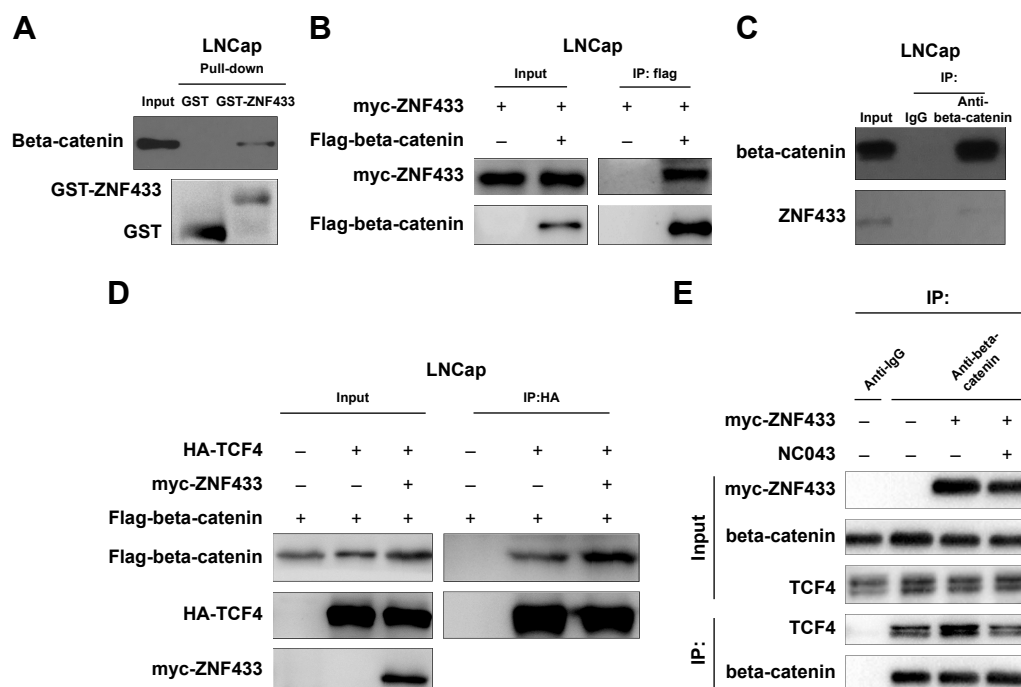 A
LNCap
Pull-down
Input GST GST-ZNF433
Beta-catenin
GST-ZNF433
GST
B
LNCap
Input IP: flag
myc-ZNF433 + + + +
Flag-beta-catenin – + – +
myc-ZNF433
Flag-beta-catenin
C
LNCap
IP:
Input IgG Anti-
beta-catenin
beta-catenin
ZNF433
D
LNCap
Input IP:HA
HA-TCF4 – + + – + +
myc-ZNF433 – – + – – +
Flag-beta-catenin + + + + + +
Flag-beta-catenin
HA-TCF4
myc-ZNF433
E
IP:
Anti-IgG
Anti-beta-
catenin
myc-ZNF433 – – + +
NC043 – – – +
Input
myc-ZNF433
beta-catenin
TCF4
IP:
TCF4
beta-catenin